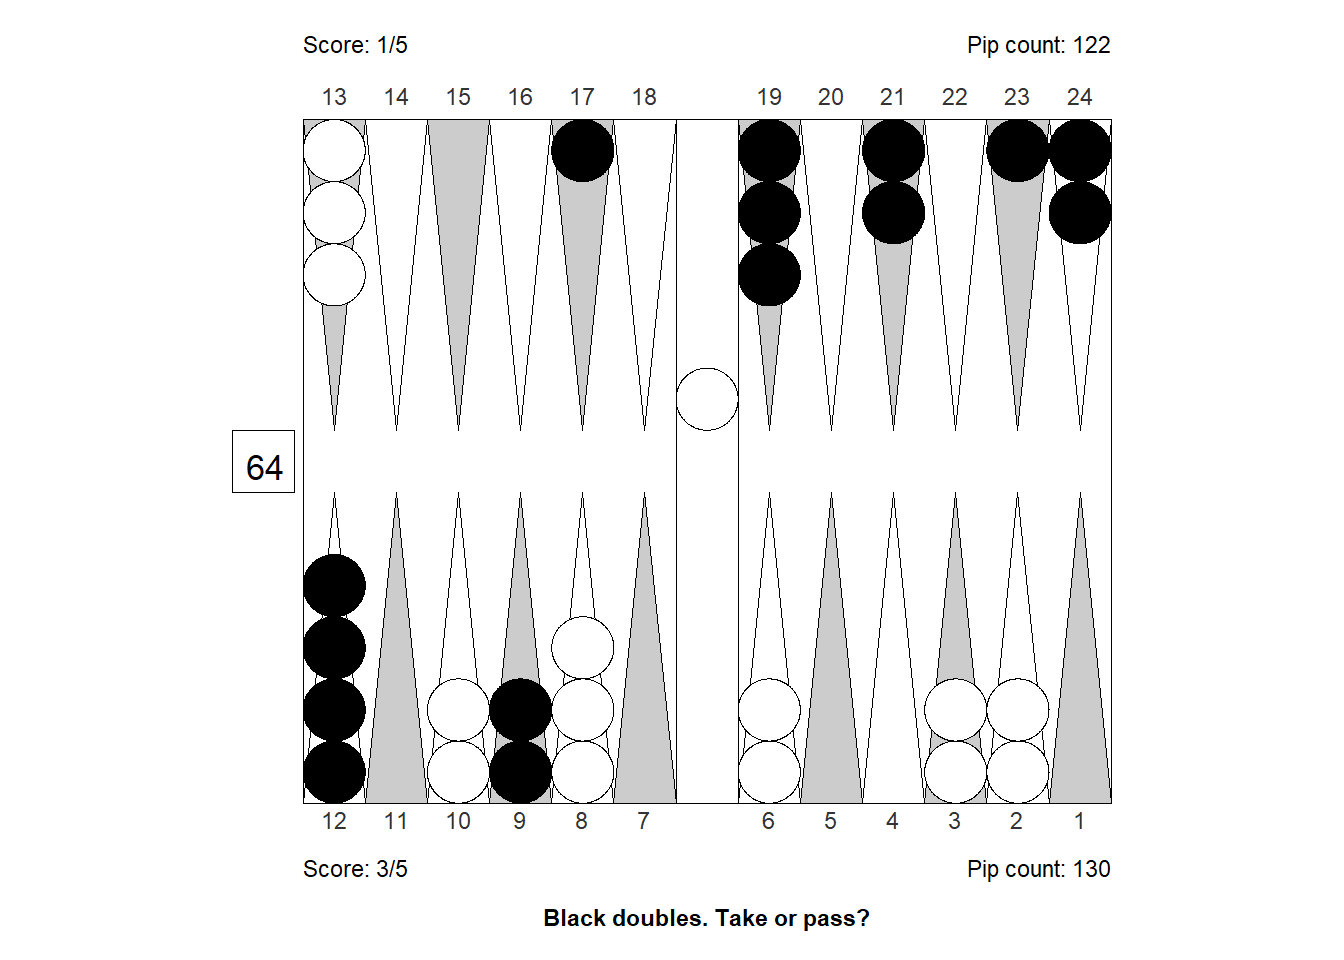 Score: 1/5 Pip count: 122
13 14 15 16 17 18 19 20 21 22 23 24
64
12 11 10 9 8 7 6 5 4 3 2 1
Score: 3/5 Pip count: 130
Black doubles. Take or pass?